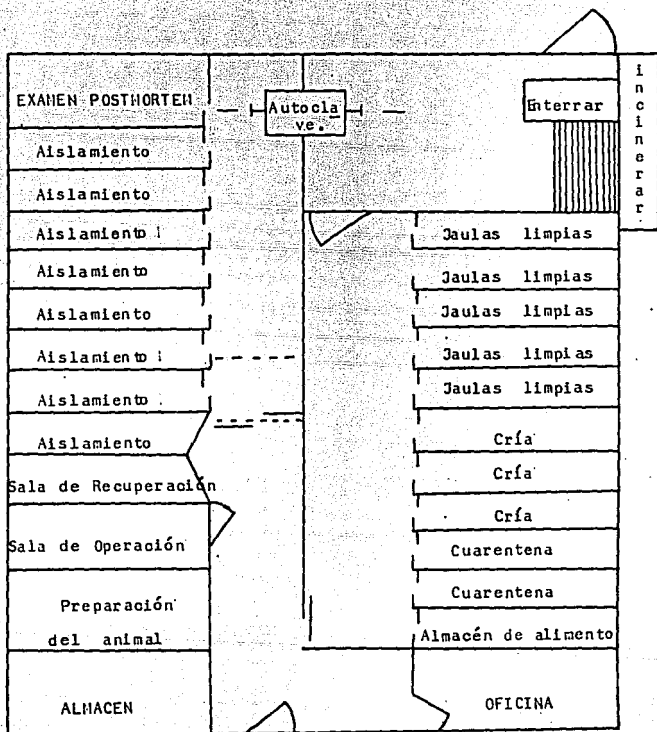 EXAMEN POSTMORTEM
Aislamiento
Aislamiento
Aislamiento
Aislamiento
Aislamiento
Aislamiento
Aislamiento
Aislamiento
Sala de Recuperación
Sala de Operación
Preparación
del animal
ALMACEN
Autocla
ve.
Enterrar
incinerar
Jaulas limpias
Jaulas limpias
Jaulas limpias
Jaulas limpias
Jaulas limpias
Cría
Cría
Cría
Cuarentena
Cuarentena
Almacén de alimento
OFICINA